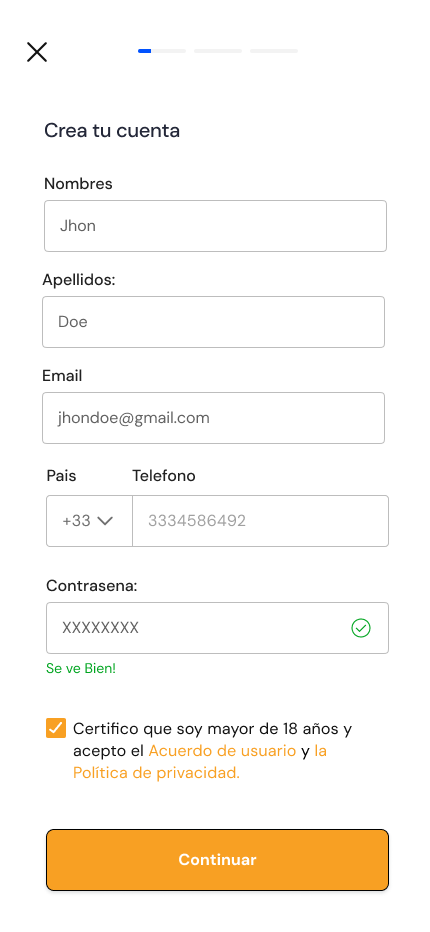 Crea tu cuenta
Nombres
Jhon
Apellidos:
Doe
Email
jhondoe@gmail.com
Pais Telefono
+33 3334586492
Contrasena:
XXXXXXXX
Se ve Bien!
Certifico que soy mayor de 18 años y
acepto el Acuerdo de usuario y la
Política de privacidad.
Continuar